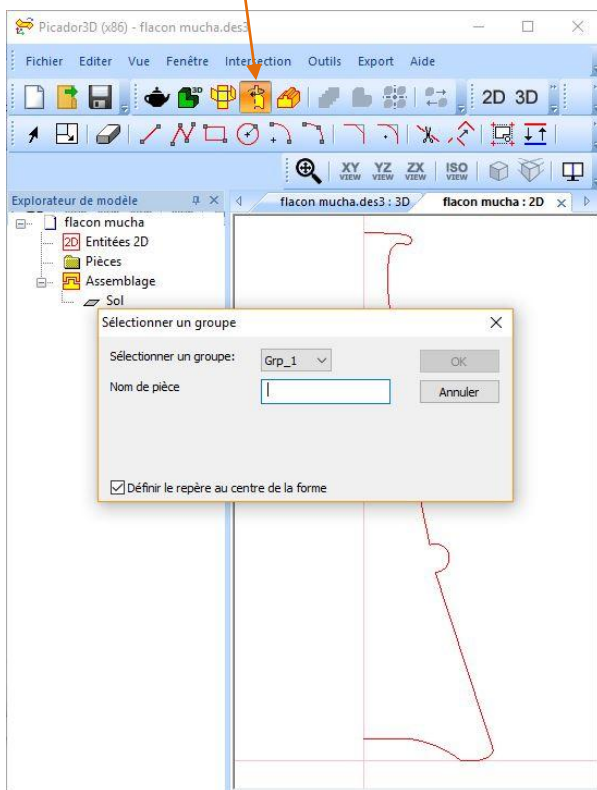 Picador3D (x86) - flacon mucha.des3
Fichier Editer Vue Fenêtre Intersection Outils Export Aide
3D 2D 3D
XY VIEW YZ VIEW ZX VIEW ISO VIEW
Explorateur de modèle
flacon mucha.des3 : 3D flacon mucha : 2D
flacon mucha
2D Entitées 2D
Pièces
Assemblage
Sol
Sélectionner un groupe
Sélectionner un groupe: Grp_1 OK
Nom de pièce Annuler
Définir le repère au centre de la forme